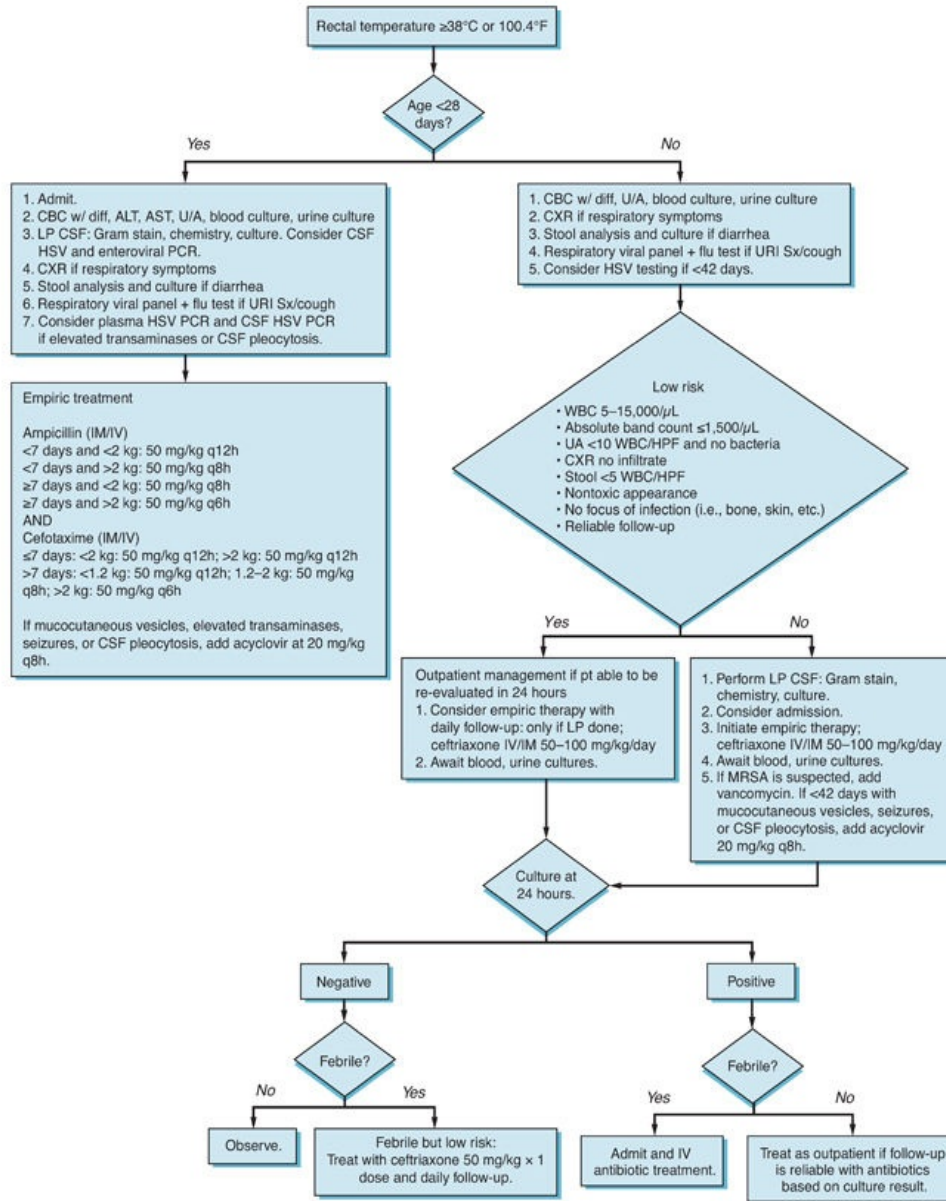 Rectal temperature ≥38°C or 100.4°F
Age <28
days?
Yes
No
1. Admit.
2. CBC w/ diff, ALT, AST, U/A, blood culture, urine culture
3. LP CSF: Gram stain, chemistry, culture. Consider CSF
HSV and enteroviral PCR.
4. CXR if respiratory symptoms
5. Stool analysis and culture if diarrhea
6. Respiratory viral panel + flu test if URI Sx/cough
7. Consider plasma HSV PCR and CSF HSV PCR
if elevated transaminases or CSF pleocytosis.
1. CBC w/ diff, U/A, blood culture, urine culture
2. CXR if respiratory symptoms
3. Stool analysis and culture if diarrhea
4. Respiratory viral panel + flu test if URI Sx/cough
5. Consider HSV testing if <42 days.
Empiric treatment
Ampicillin (IM/IV)
<7 days and <2 kg: 50 mg/kg q12h
<7 days and >2 kg: 50 mg/kg q8h
≥7 days and <2 kg: 50 mg/kg q8h
≥7 days and >2 kg: 50 mg/kg q6h
AND
Cefotaxime (IM/IV)
≤7 days: <2 kg: 50 mg/kg q12h; >2 kg: 50 mg/kg q12h
>7 days: <1.2 kg: 50 mg/kg q12h; 1.2–2 kg: 50 mg/kg
q8h; >2 kg: 50 mg/kg q6h
If mucocutaneous vesicles, elevated transaminases,
seizures, or CSF pleocytosis, add acyclovir at 20 mg/kg
q8h.
Low risk
• WBC 5–15,000/µL
• Absolute band count ≤1,500/µL
• UA <10 WBC/HPF and no bacteria
• CXR no infiltrate
• Stool <5 WBC/HPF
• Nontoxic appearance
• No focus of infection (i.e., bone, skin, etc.)
• Reliable follow-up
Yes
No
Outpatient management if pt able to be
re-evaluated in 24 hours
1. Consider empiric therapy with
daily follow-up: only if LP done;
ceftriaxone IV/IM 50–100 mg/kg/day
2. Await blood, urine cultures.
1. Perform LP CSF: Gram stain,
chemistry, culture.
2. Consider admission.
3. Initiate empiric therapy;
ceftriaxone IV/IM 50–100 mg/kg/day
4. Await blood, urine cultures.
5. If MRSA is suspected, add
vancomycin. If <42 days with
mucocutaneous vesicles, seizures,
or CSF pleocytosis, add acyclovir
20 mg/kg q8h.
Culture at
24 hours.
Negative
Positive
Febrile?
Febrile?
No
Yes
Yes
No
Observe.
Febrile but low risk:
Treat with ceftriaxone 50 mg/kg × 1
dose and daily follow-up.
Admit and IV
antibiotic treatment.
Treat as outpatient if follow-up
is reliable with antibiotics
based on culture result.